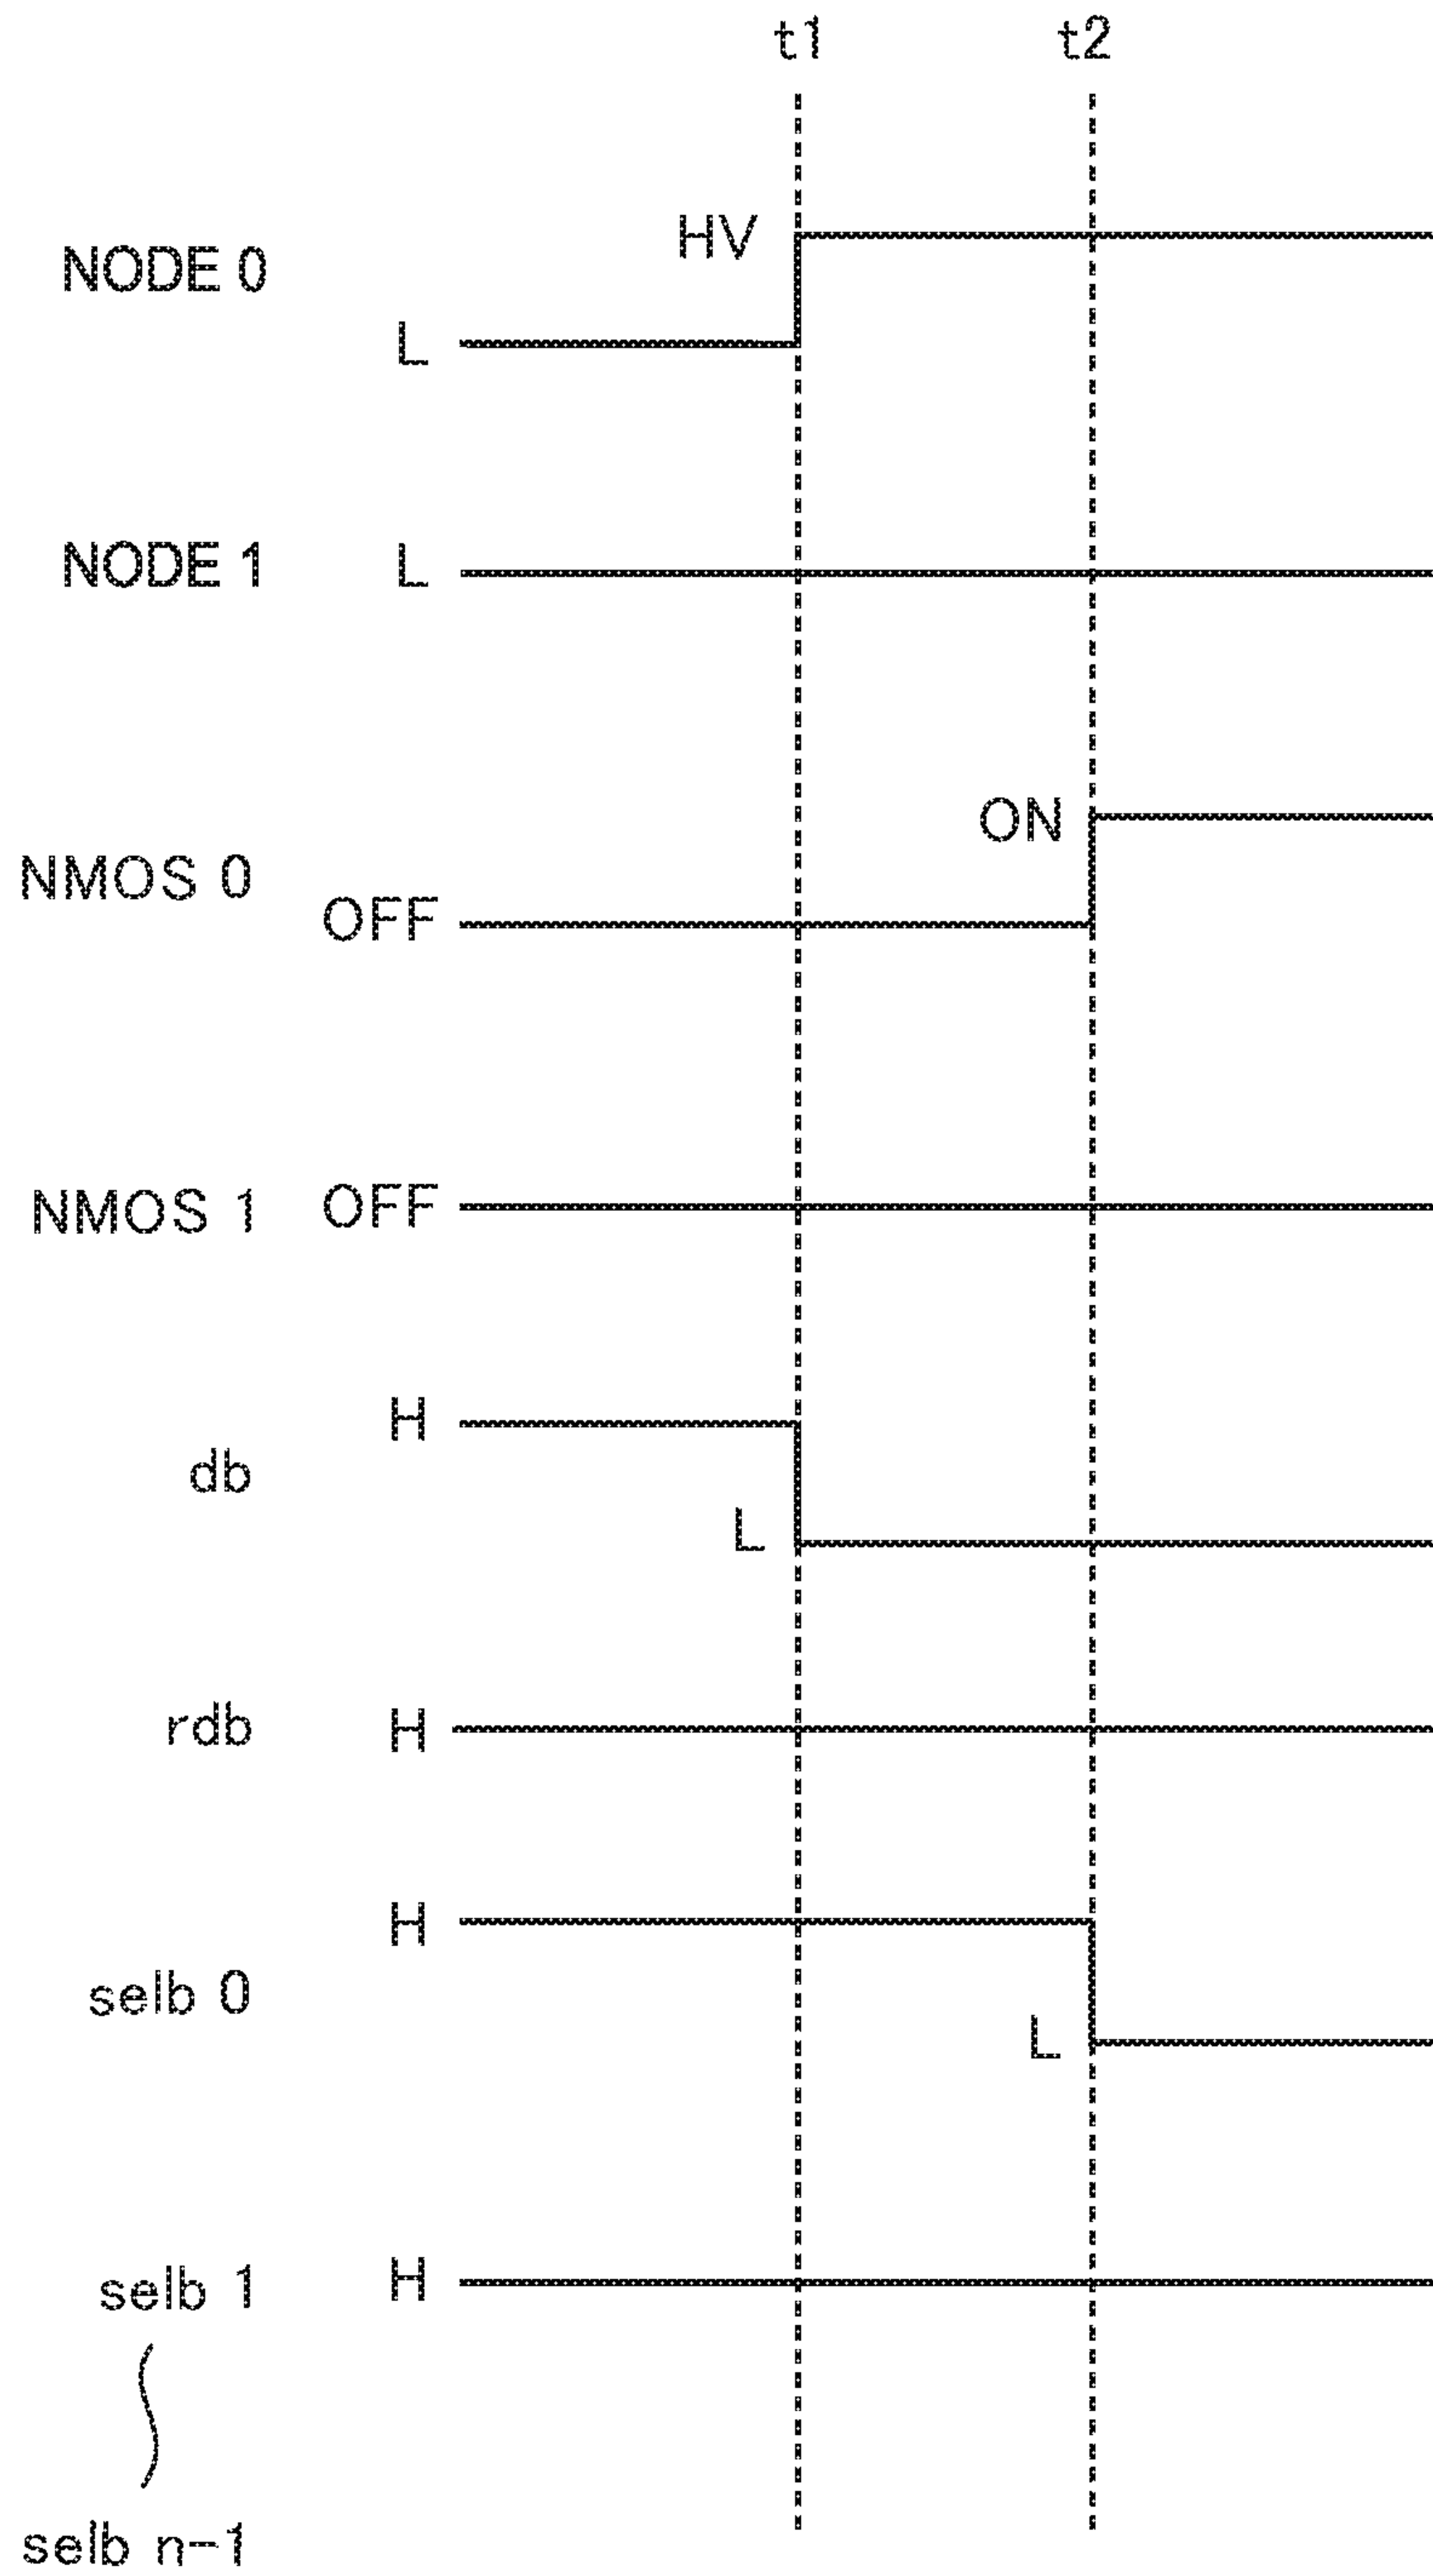 t1 t2
HV
NODE 0
L
NODE 1 L
ON
NMOS 0
OFF
NMOS 1 OFF
H
db
L
rdb H
H
selb 0
L
selb 1 H
selb n-1